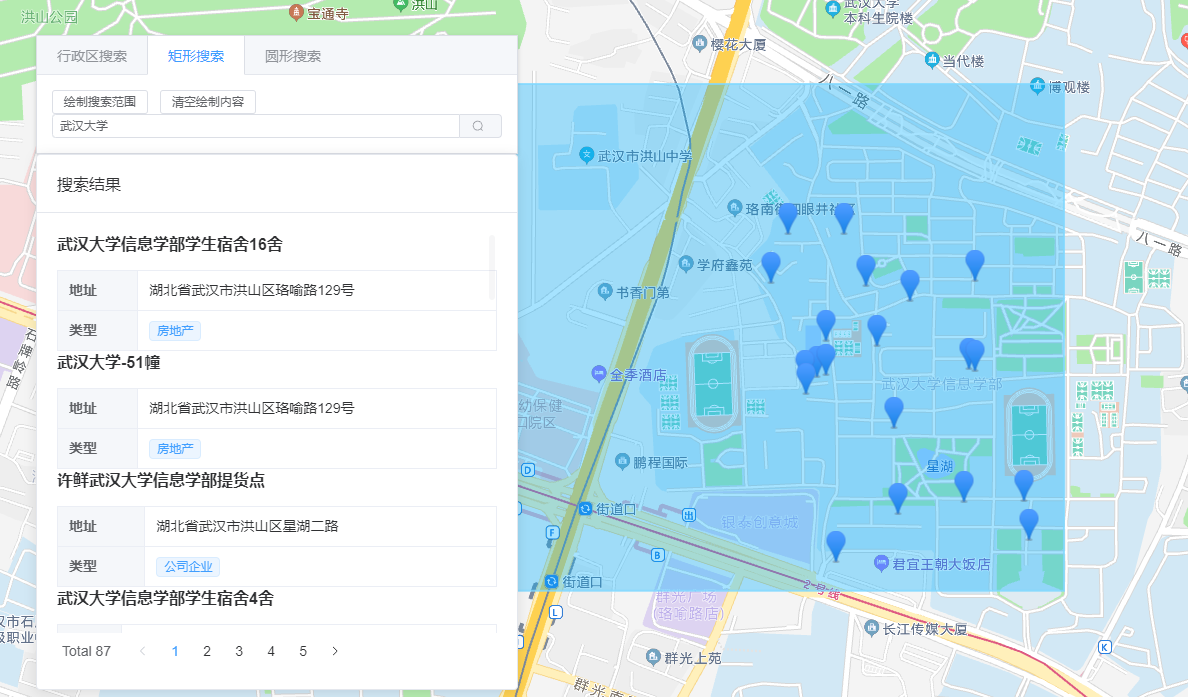 洪山公园
宝通寺
洪山
行政区搜索
矩形搜索
圆形搜索
绘制搜索范围
清空绘制内容
武汉大学
搜索结果
武汉大学信息学部学生宿舍16舍
地址
湖北省武汉市洪山区珞喻路129号
类型
房地产
武汉大学-51幢
地址
湖北省武汉市洪山区珞喻路129号
类型
房地产
许鲜武汉大学信息学部提货点
地址
湖北省武汉市洪山区星湖二路
类型
公司企业
武汉大学信息学部学生宿舍4舍
Total 87
1
2
3
4
5
武汉大学
本科生院楼
樱花大厦
当代楼
博观楼
八一路
武汉市洪山中学
学府鑫苑
八一路
书香门第
全季酒店
武汉大学信息学部
幼保健
院区
鹏程国际
星湖
D
街道口
出
银泰创意城
F
B
君宜王朝大饭店
街道口
2号线
群光广场
(珞喻路店)
L
长江传媒大厦
K
群光上苑
石牌岭路